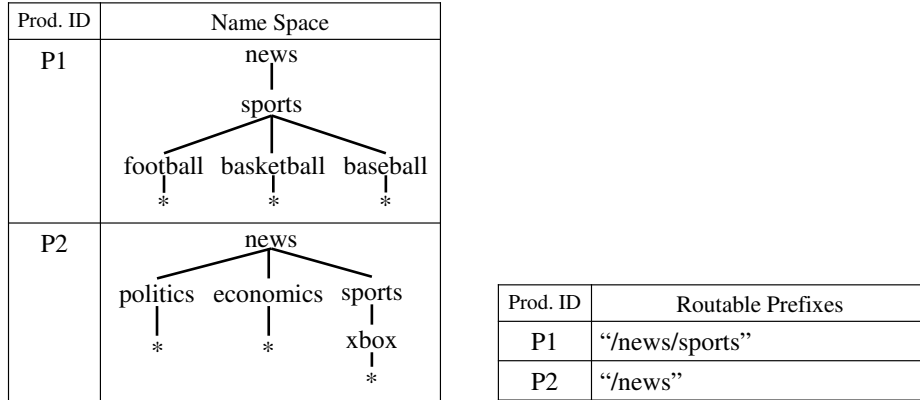 Prod. ID Name Space
P1 news
sports
football basketball baseball
* * *
P2 news
politics economics sports
* * xbox
*
Prod. ID Routable Prefixes
P1 “/news/sports”
P2 “/news”